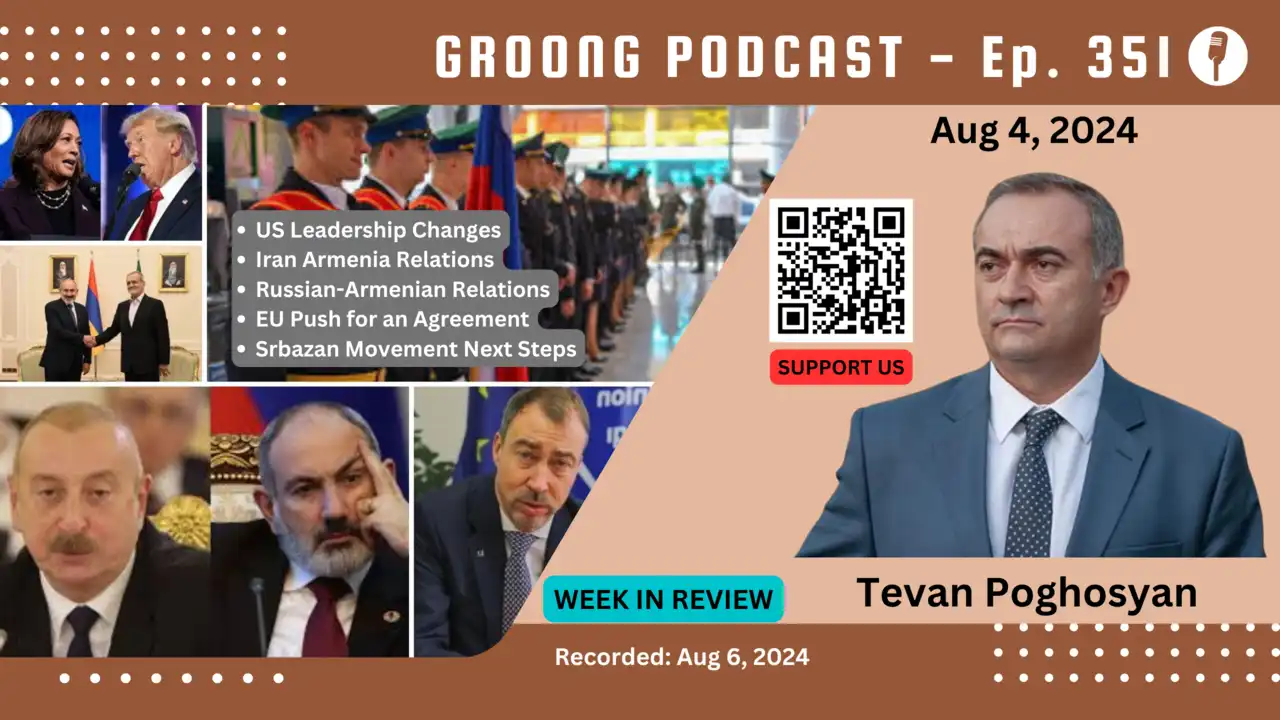 GROONG PODCAST - Ep. 351
Aug 4, 2024
• US Leadership Changes
• Iran Armenia Relations
• Russian-Armenian Relations
• EU Push for an Agreement
• Srbazan Movement Next Steps
SUPPORT US
WEEK IN REVIEW
Tevan Poghosyan
Recorded: Aug 6, 2024